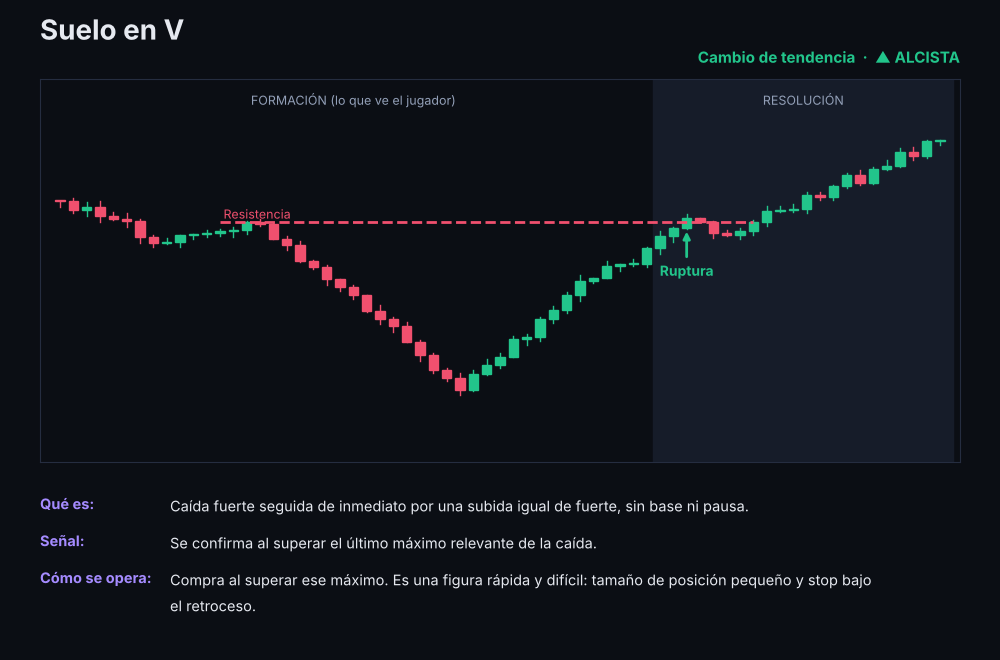 Suelo en V
Cambio de tendencia · ▲ ALCISTA
FORMACIÓN (lo que ve el jugador)
RESOLUCIÓN
Resistencia
Ruptura
Qué es:
Caída fuerte seguida de inmediato por una subida igual de fuerte, sin base ni pausa.
Señal:
Se confirma al superar el último máximo relevante de la caída.
Cómo se opera:
Compra al superar ese máximo. Es una figura rápida y difícil: tamaño de posición pequeño y stop bajo
el retroceso.